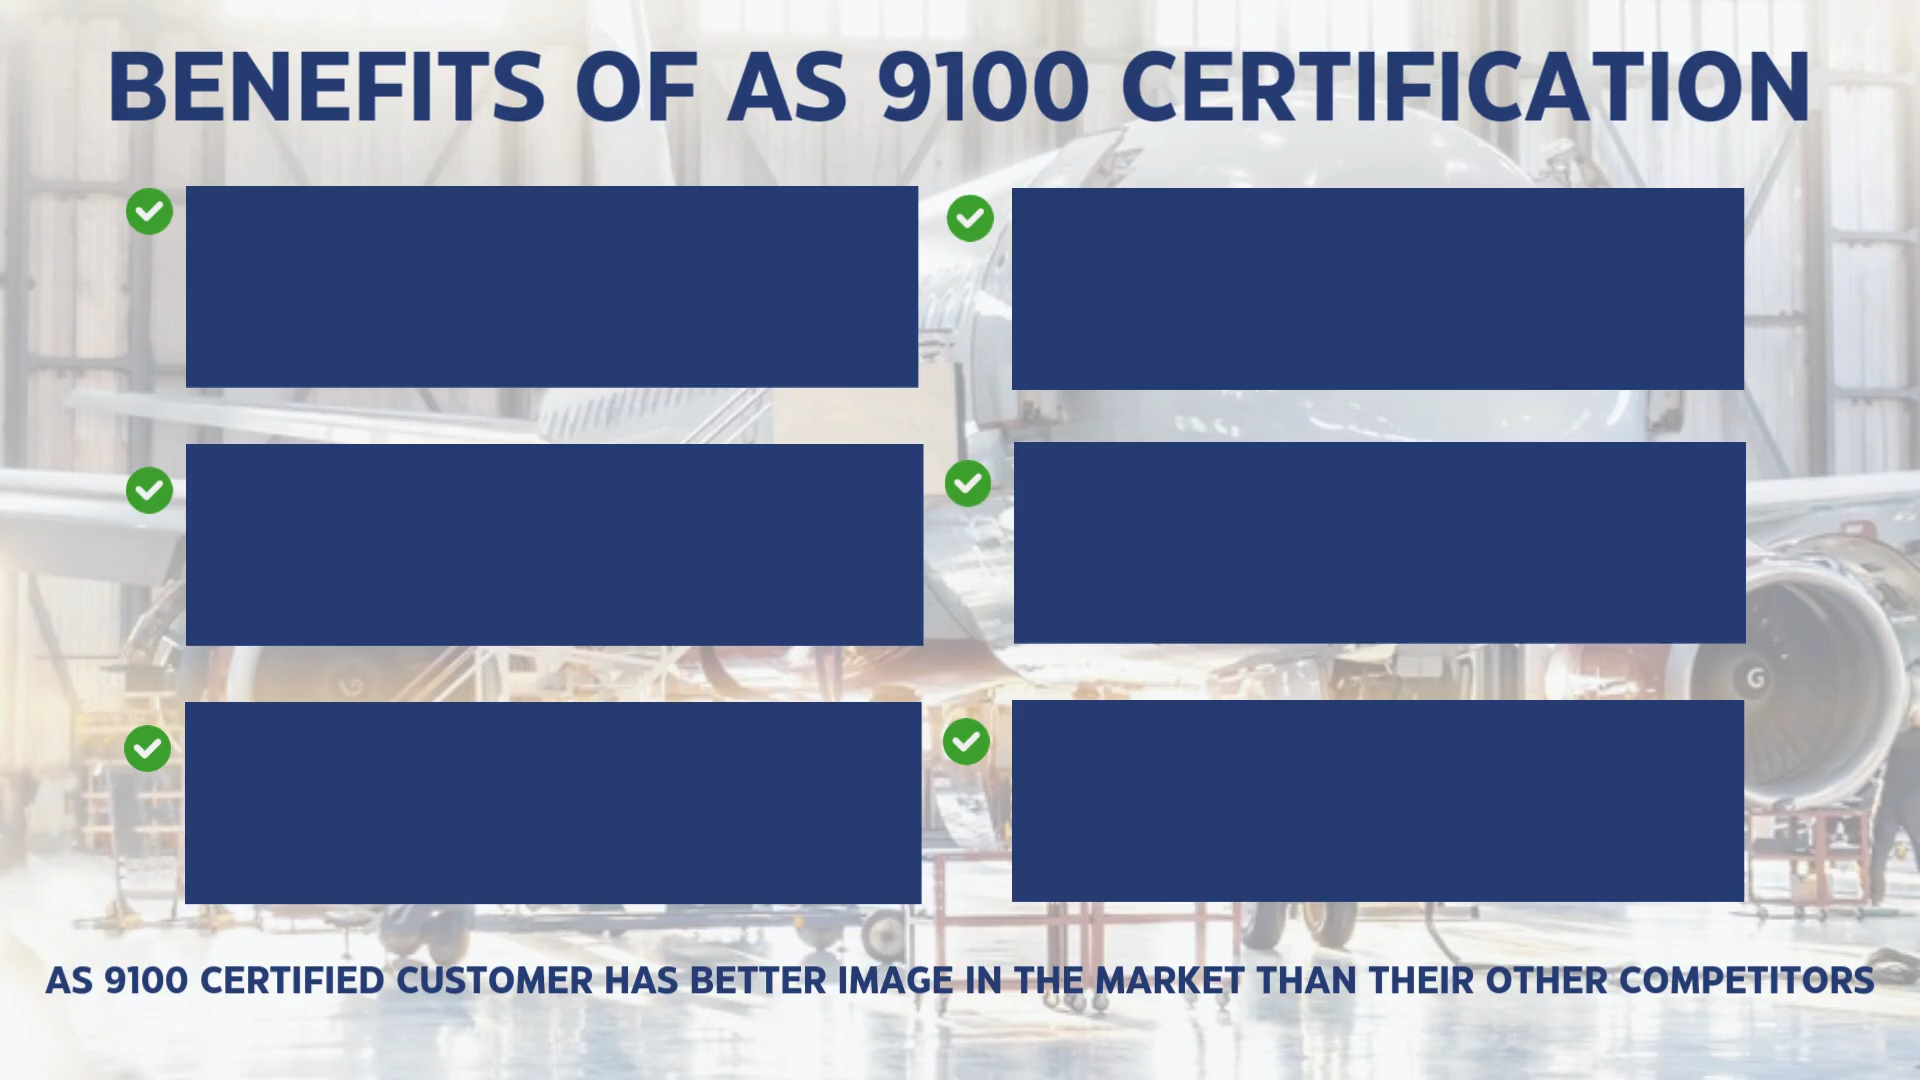 BENEFITS OF AS 9100 CERTIFICATION
AS 9100 CERTIFIED CUSTOMER HAS BETTER IMAGE IN THE MARKET THAN THEIR OTHER COMPETITORS